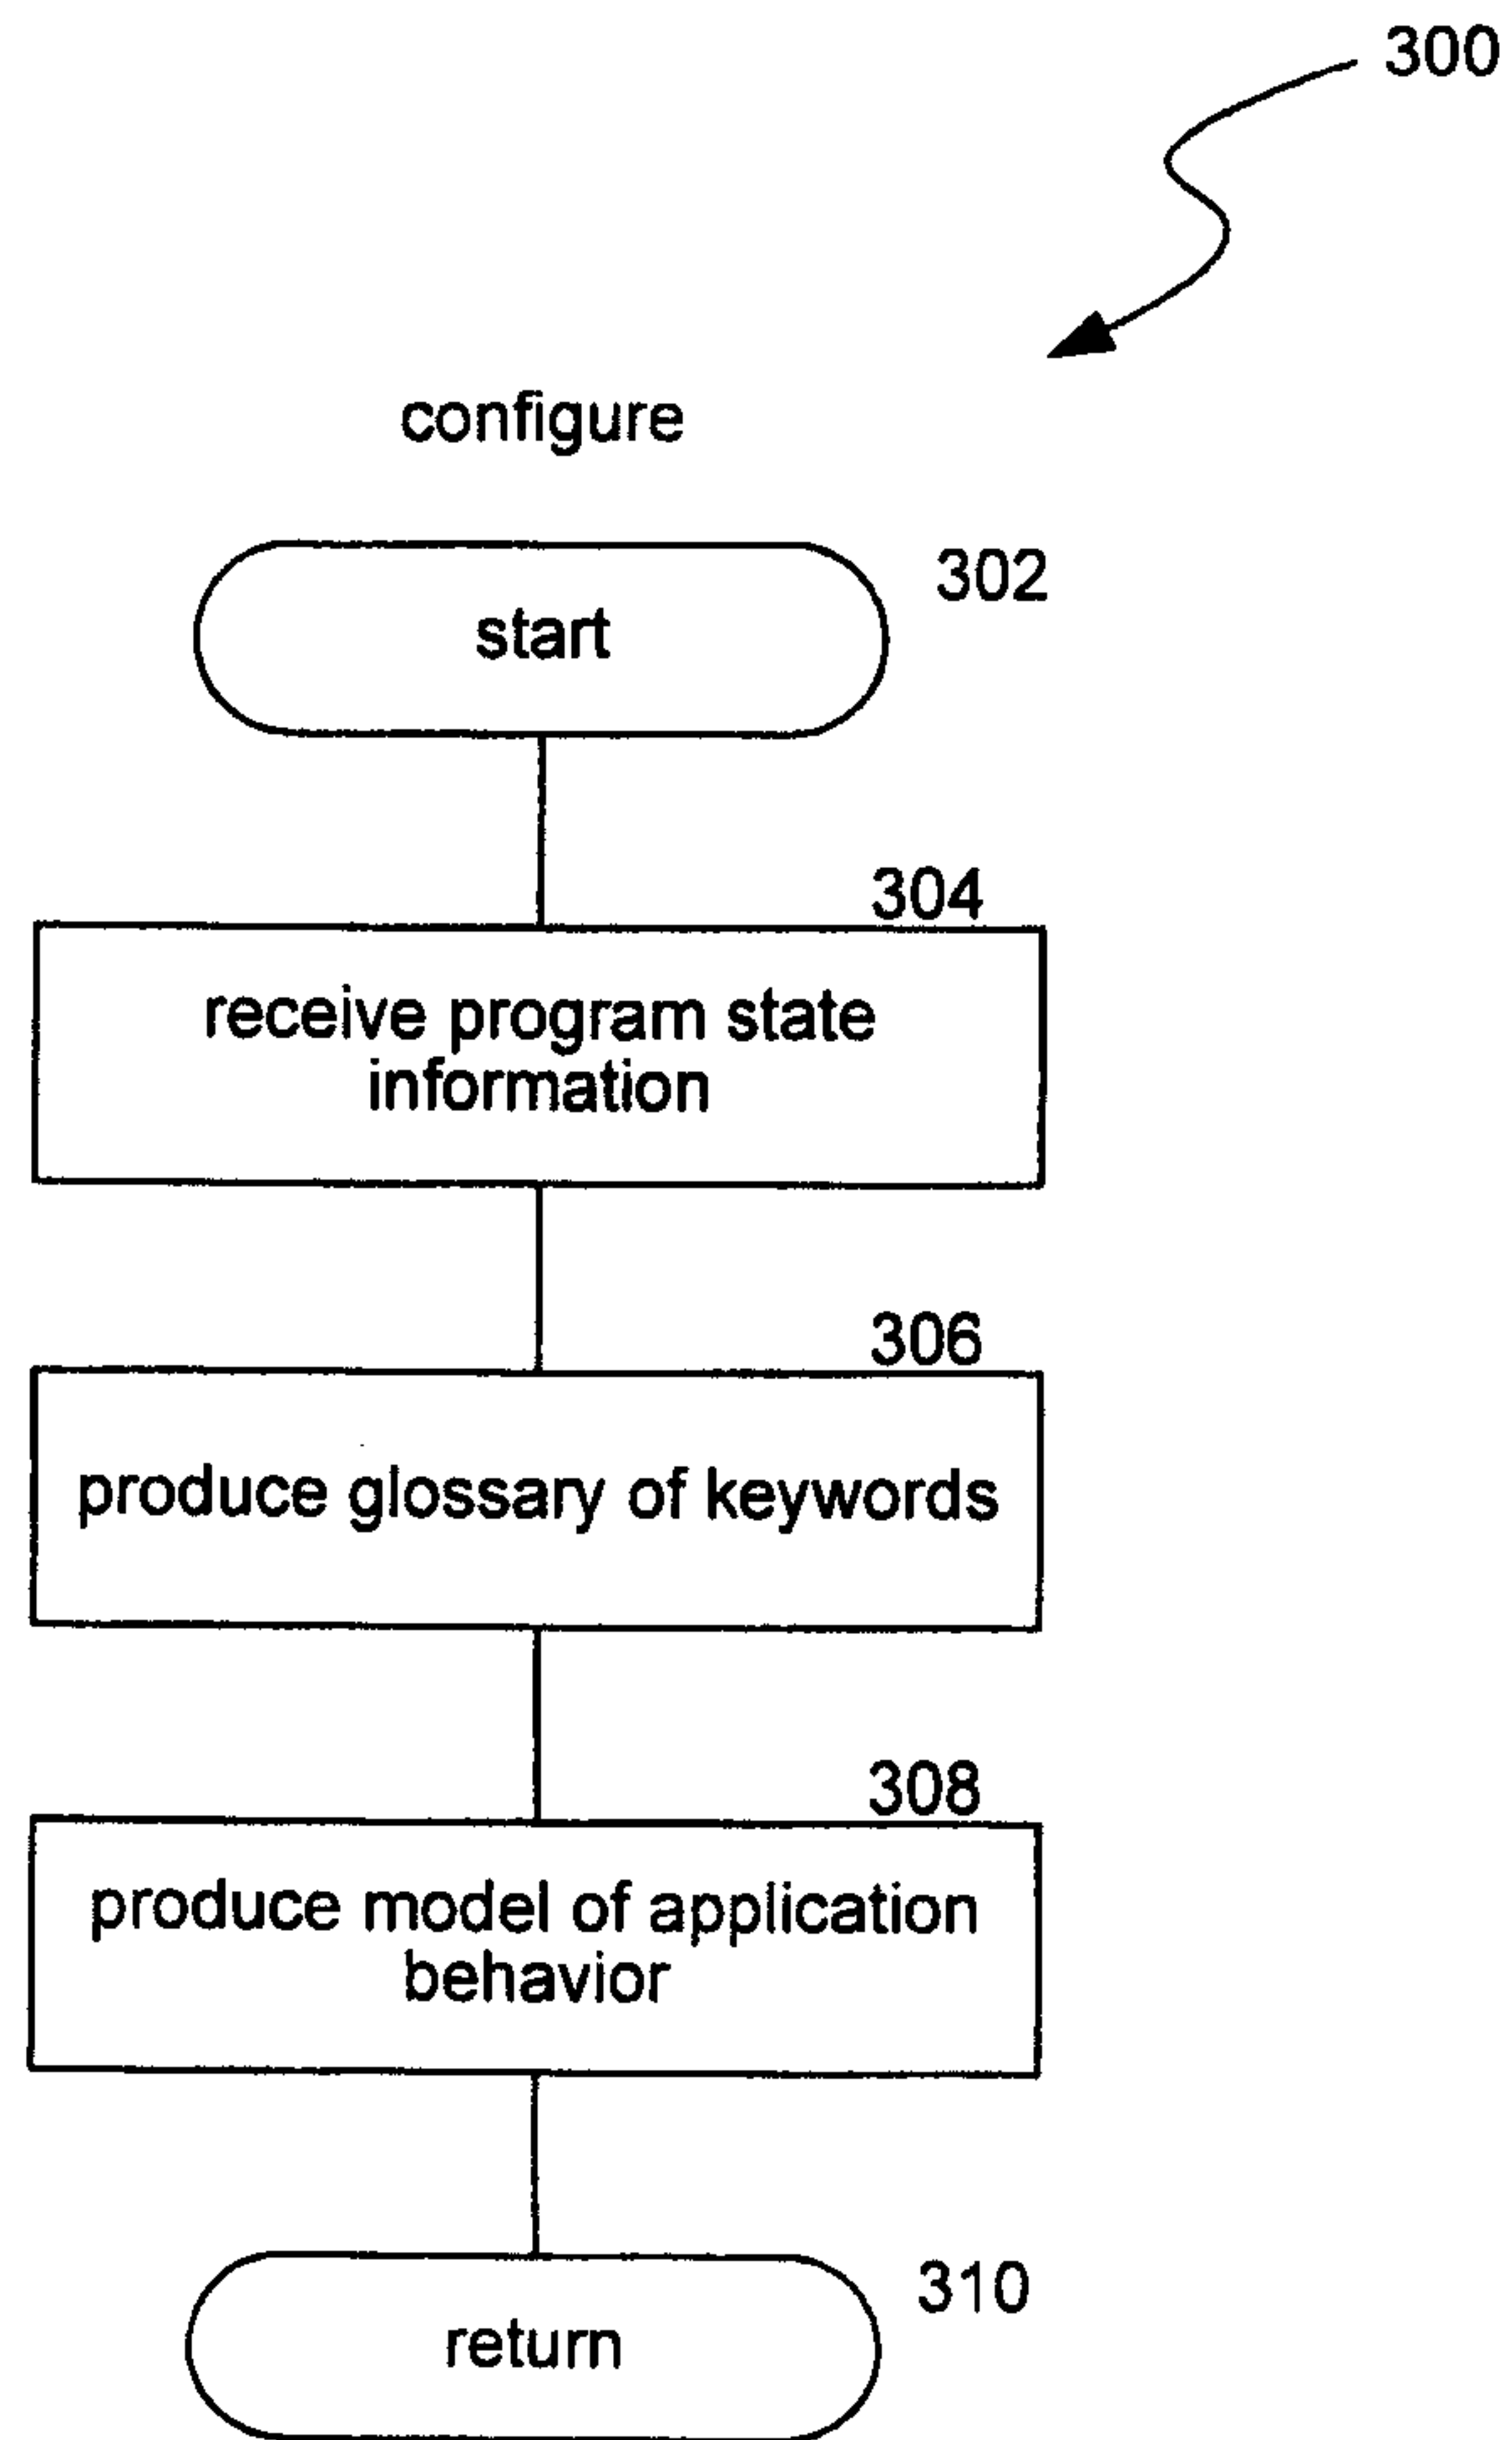 300
configure
302
start
304
receive program state
information
306
produce glossary of keywords
308
produce model of application
behavior
310
return